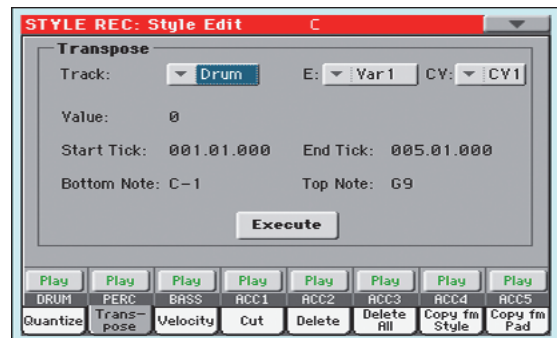 STYLE REC: Style Edit C
Transpose
Track: Drum E: Var1 CV: CV1
Value: 0
Start Tick: 001.01.000 End Tick: 005.01.000
Bottom Note: C-1 Top Note: G9
Execute
Play Play Play Play Play Play Play Play
DRUM PERC BASS ACC1 ACC2 ACC3 ACC4 ACC5
Quantize Trans-pose Velocity Cut Delete Delete All Copy fm Style Copy fm Pad